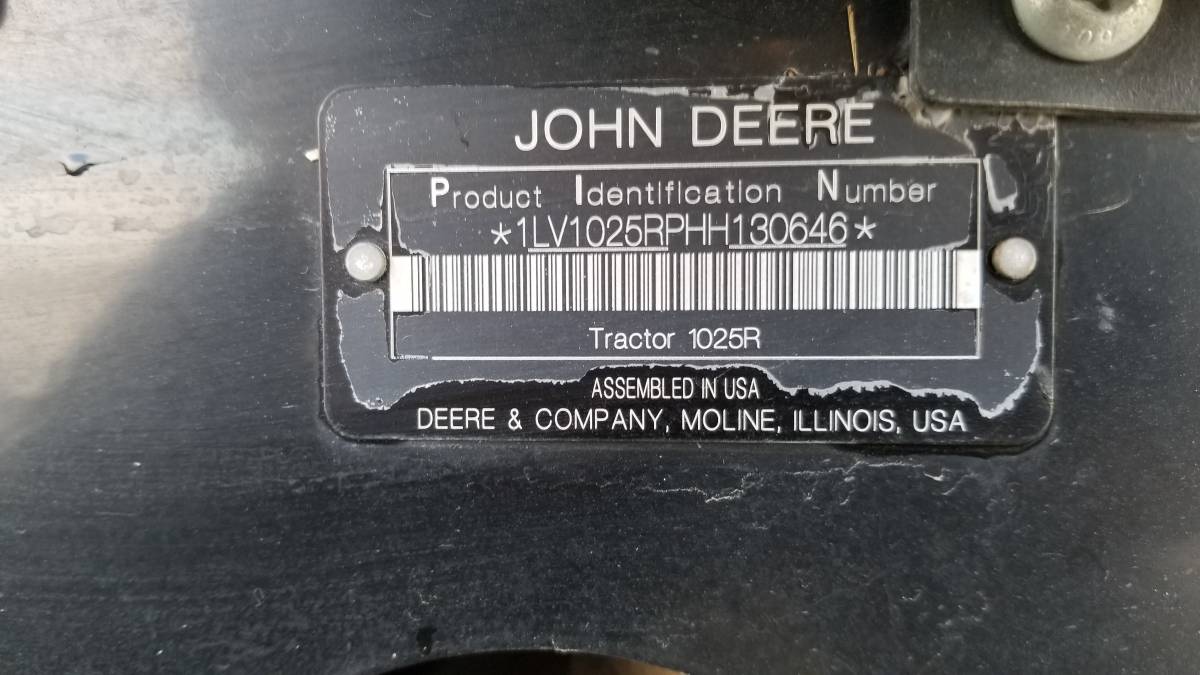 JOHN DEERE
Product Identification Number
*1LV1025RPHH130646*
Tractor 1025R
ASSEMBLED IN USA
DEERE & COMPANY, MOLINE, ILLINOIS, USA